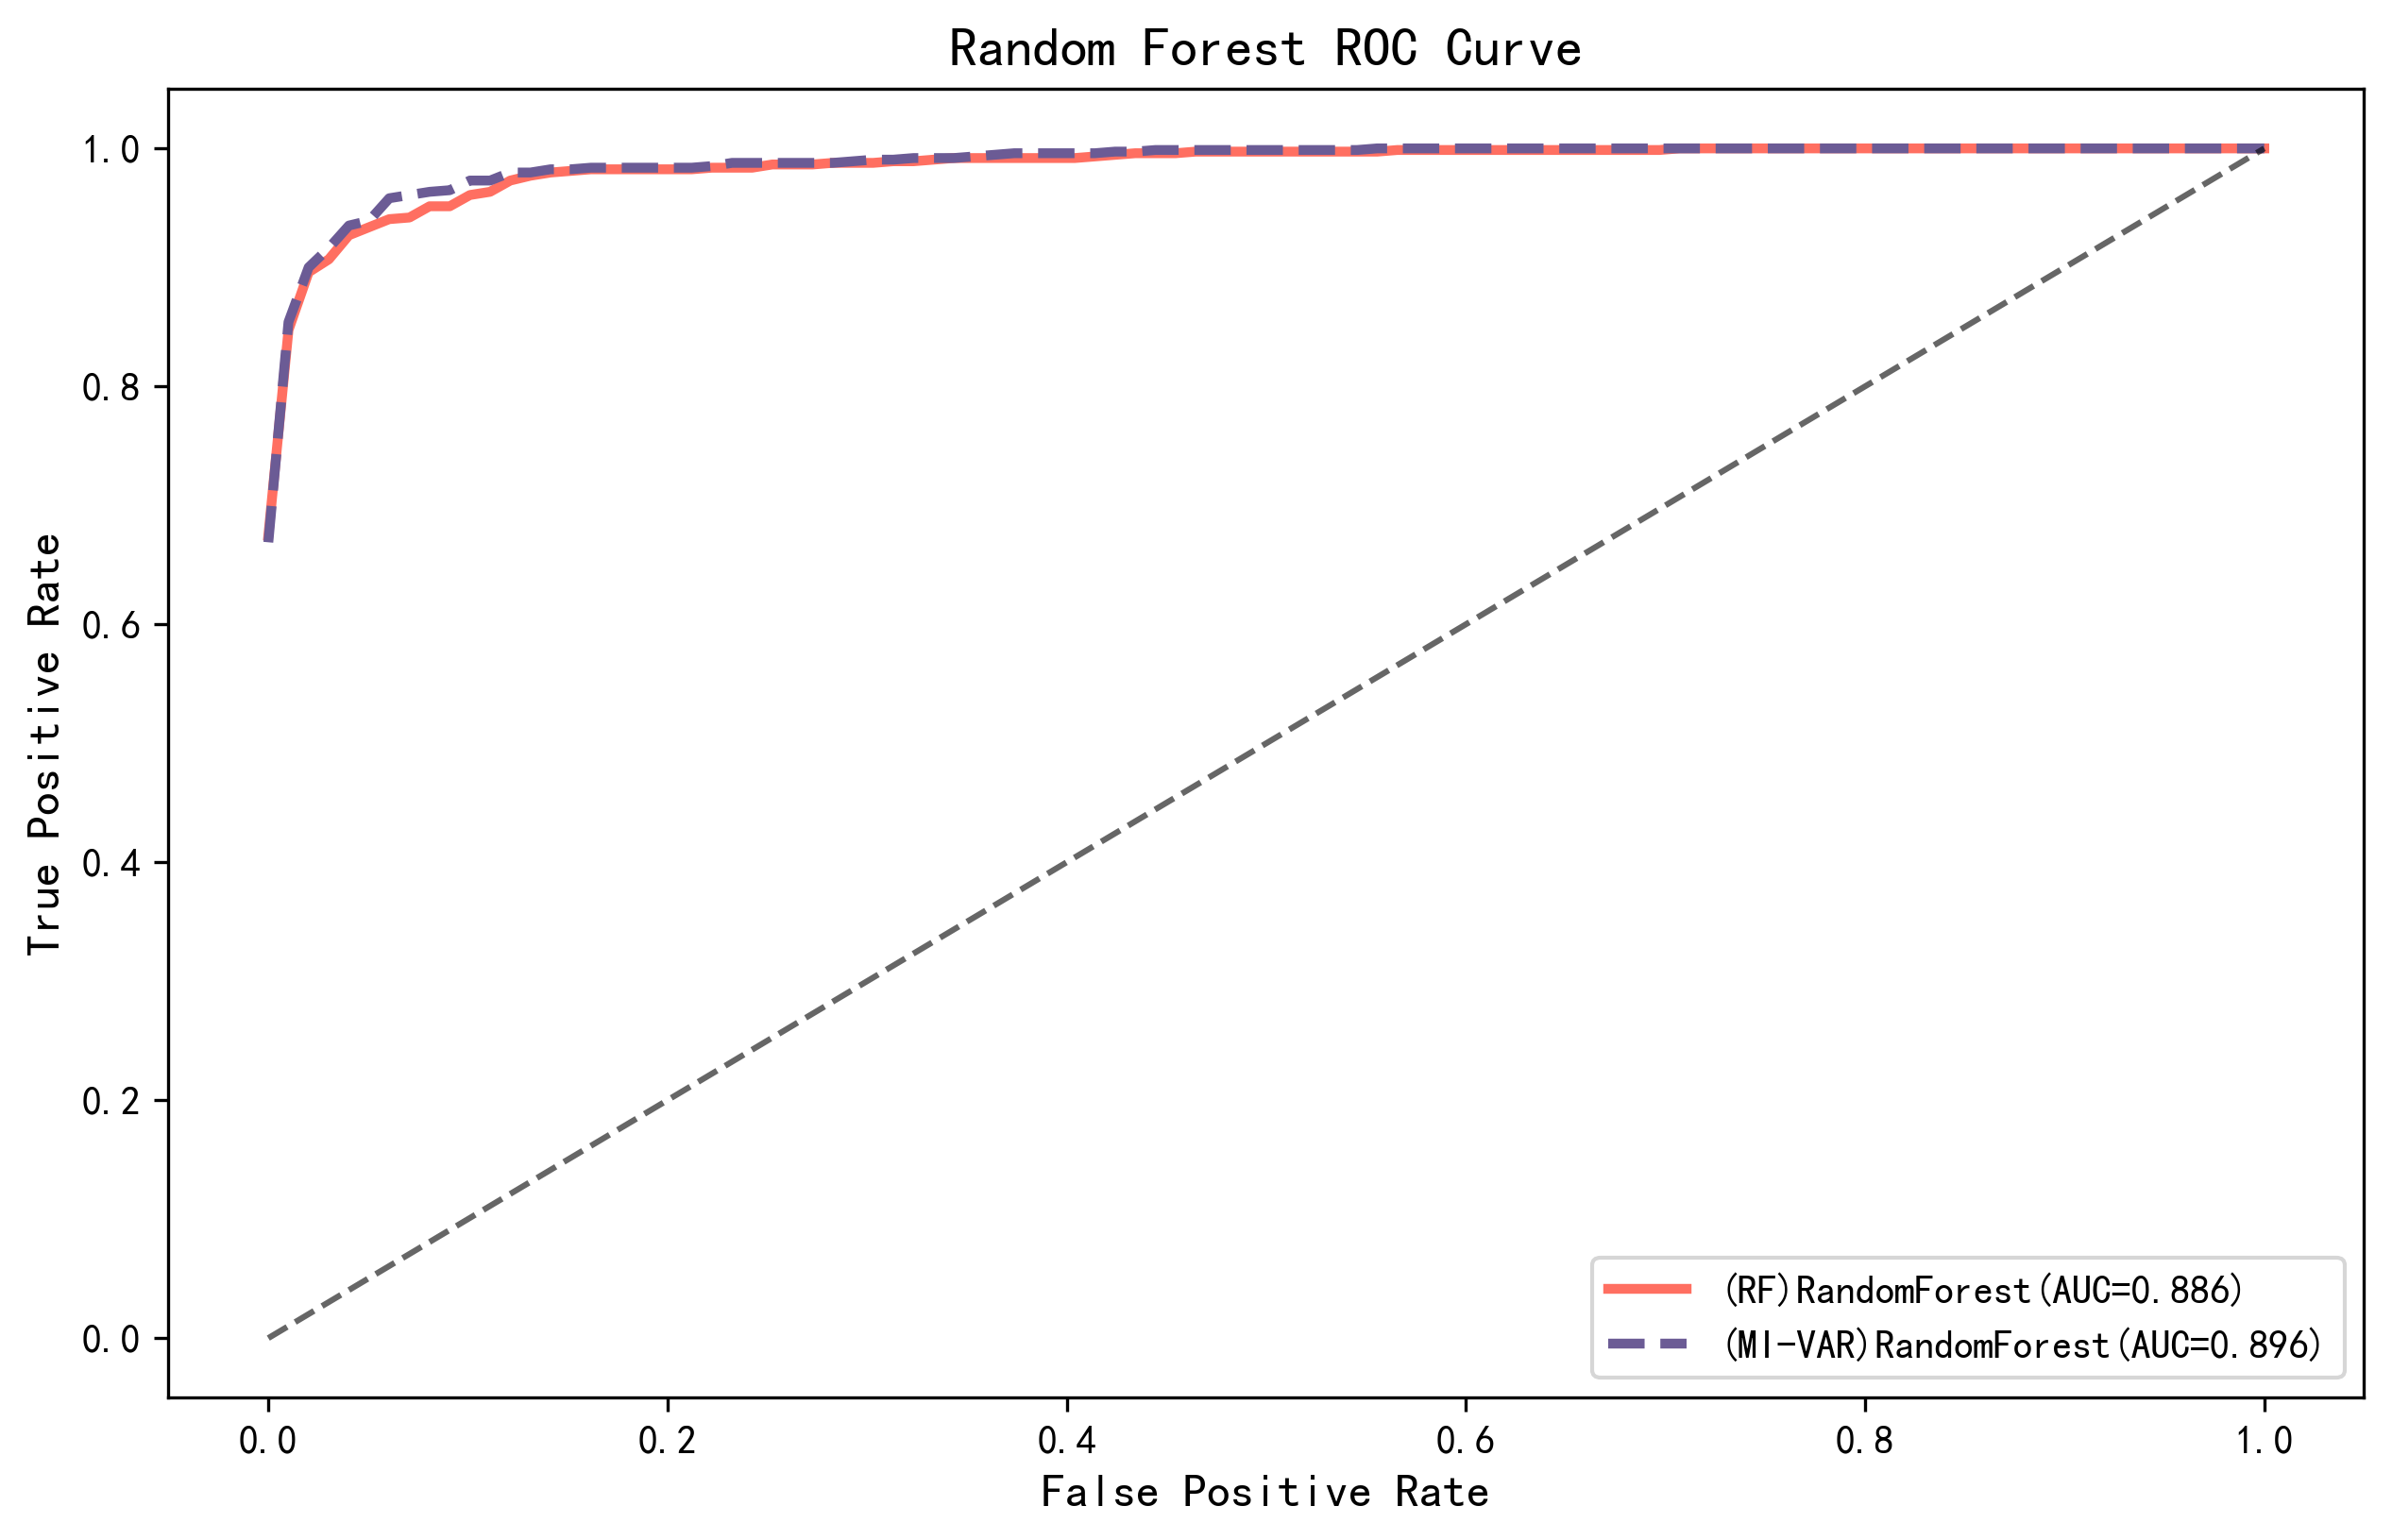 Random Forest ROC Curve
True Positive Rate
1.0
0.8
0.6
0.4
0.2
0.0
0.0 0.2 0.4 0.6 0.8 1.0
False Positive Rate
(RF)RandomForest(AUC=0.886)
(MI-VAR)RandomForest(AUC=0.896)